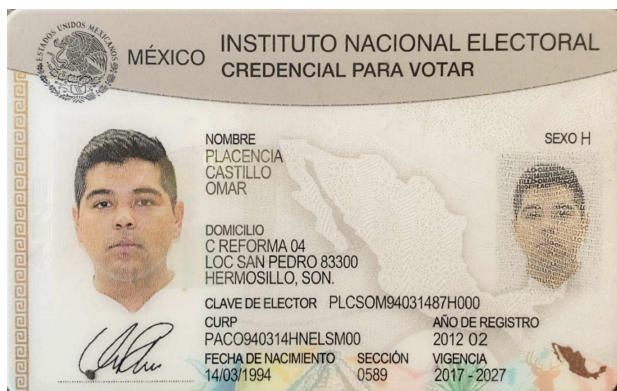 ESTADOS UNIDOS MEXICANOS
MÉXICO
INSTITUTO NACIONAL ELECTORAL
CREDENCIAL PARA VOTAR
NOMBRE
PLACENCIA
CASTILLO
OMAR
SEXO H
DOMICILIO
C REFORMA 04
LOC SAN PEDRO 83300
HERMOSILLO, SON.
CLAVE DE ELECTOR PLCSOM94031487H000
CURP
PACO940314HNELSM00
AÑO DE REGISTRO
2012 02
FECHA DE NACIMIENTO
14/03/1994
SECCIÓN
0589
VIGENCIA
2017 - 2027